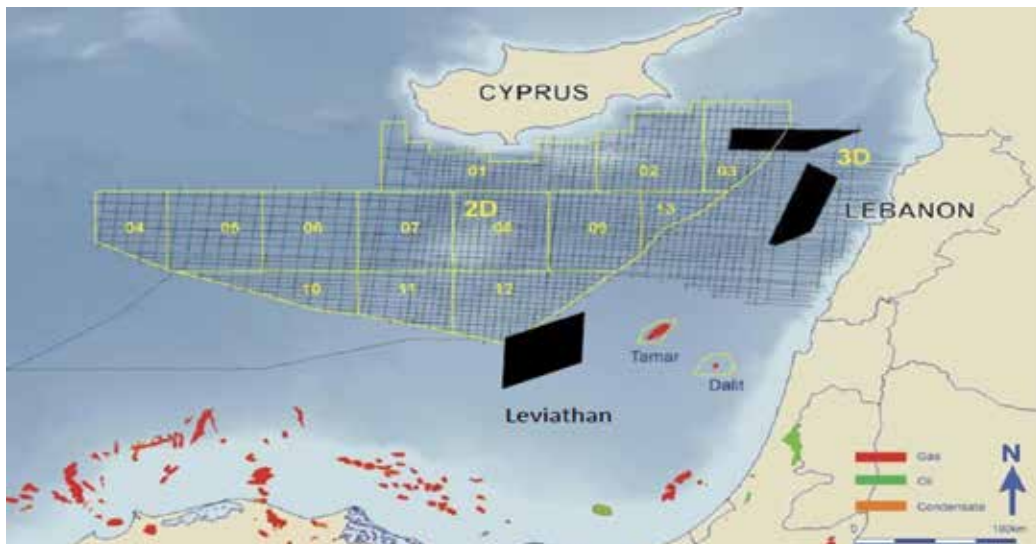 CYPRUS
01
02
03
3D
2D
13
LEBANON
04
05
06
07
08
09
10
11
12
Tamar
Dalit
Leviathan
Gas
Oil
Condensate
N
0
100km